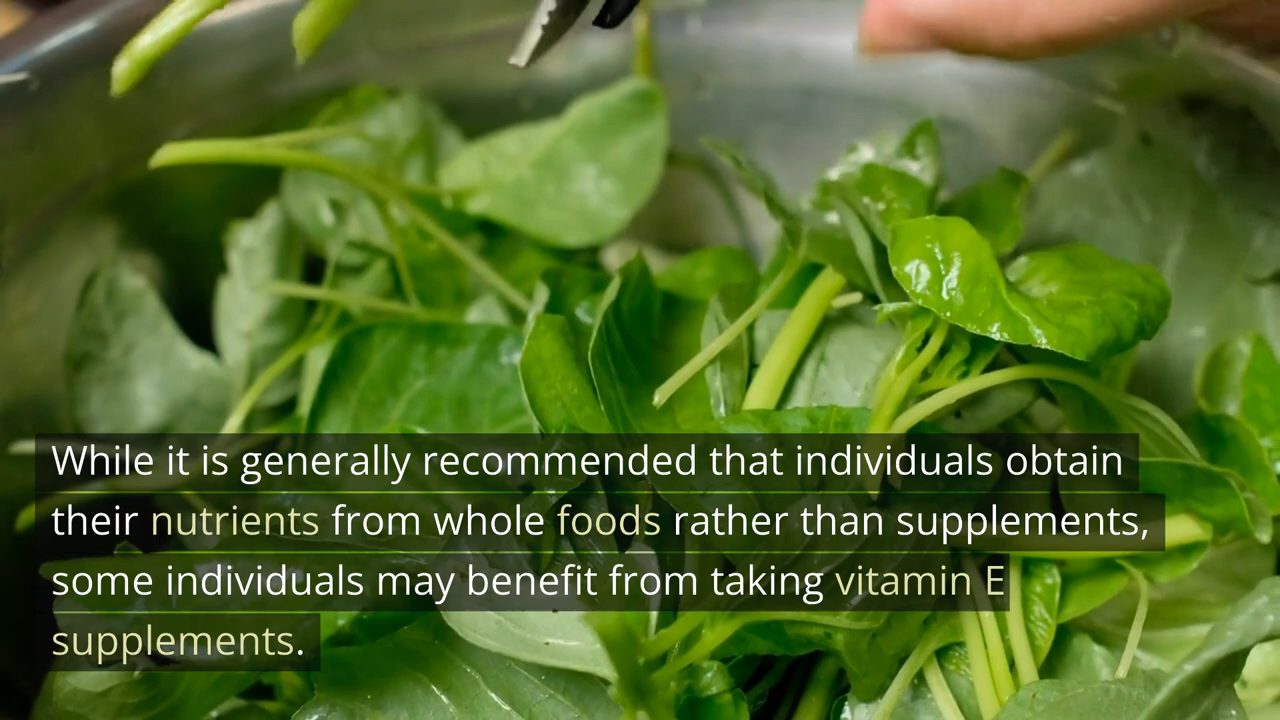 While it is generally recommended that individuals obtain
their nutrients from whole foods rather than supplements,
some individuals may benefit from taking vitamin E
supplements.